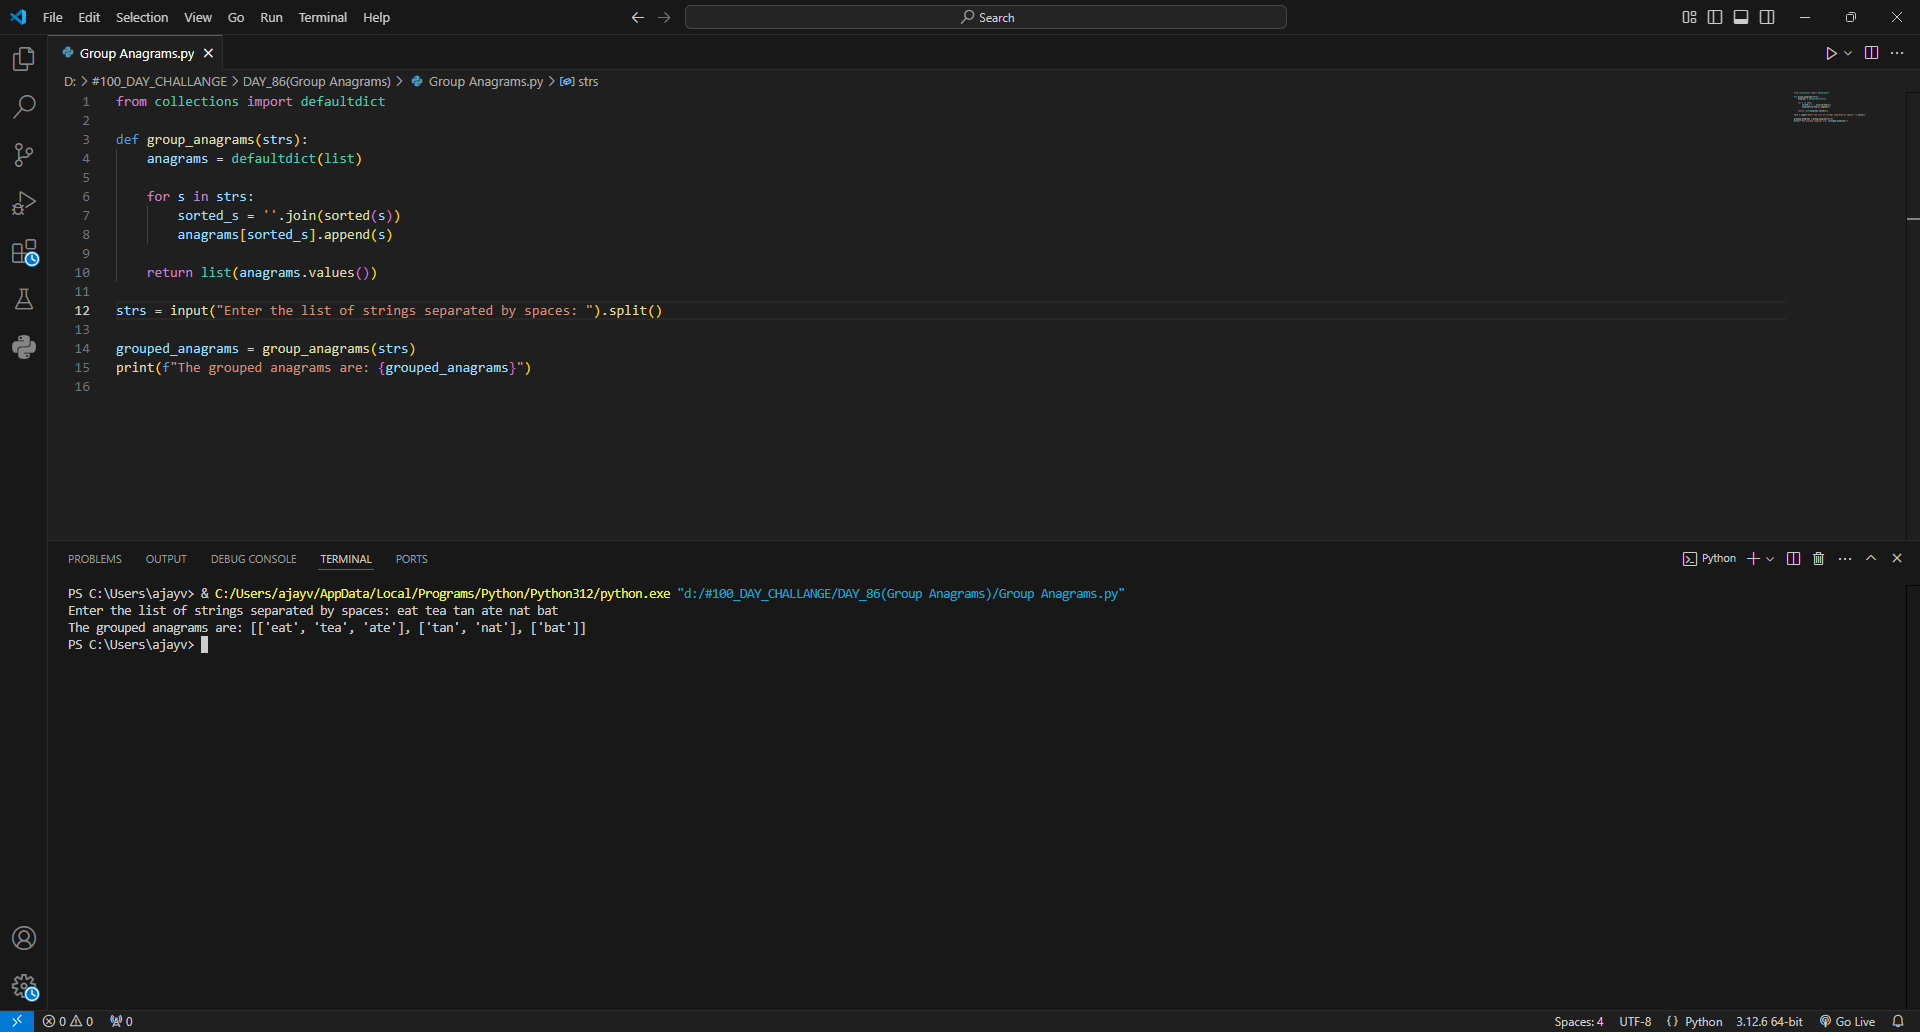 File Edit Selection View Go Run Terminal Help
Search
Group Anagrams.py
D: > #100_DAY_CHALLANGE > DAY_86(Group Anagrams) > Group Anagrams.py > strs
1 from collections import defaultdict
2
3 def group_anagrams(strs):
4     anagrams = defaultdict(list)
5
6     for s in strs:
7         sorted_s = ''.join(sorted(s))
8         anagrams[sorted_s].append(s)
9
10     return list(anagrams.values())
11
12 strs = input("Enter the list of strings separated by spaces: ").split()
13
14 grouped_anagrams = group_anagrams(strs)
15 print(f"The grouped anagrams are: {grouped_anagrams}")
16
PROBLEMS OUTPUT DEBUG CONSOLE TERMINAL PORTS
Python
PS C:\Users\ajayv> & C:/Users/ajayv/AppData/Local/Programs/Python/Python312/python.exe "d:/#100_DAY_CHALLANGE/DAY_86(Group Anagrams)/Group Anagrams.py"
Enter the list of strings separated by spaces: eat tea tan ate nat bat
The grouped anagrams are: [['eat', 'tea', 'ate'], ['tan', 'nat'], ['bat']]
PS C:\Users\ajayv>
0 0 0
Spaces: 4 UTF-8 {} Python 3.12.6 64-bit Go Live